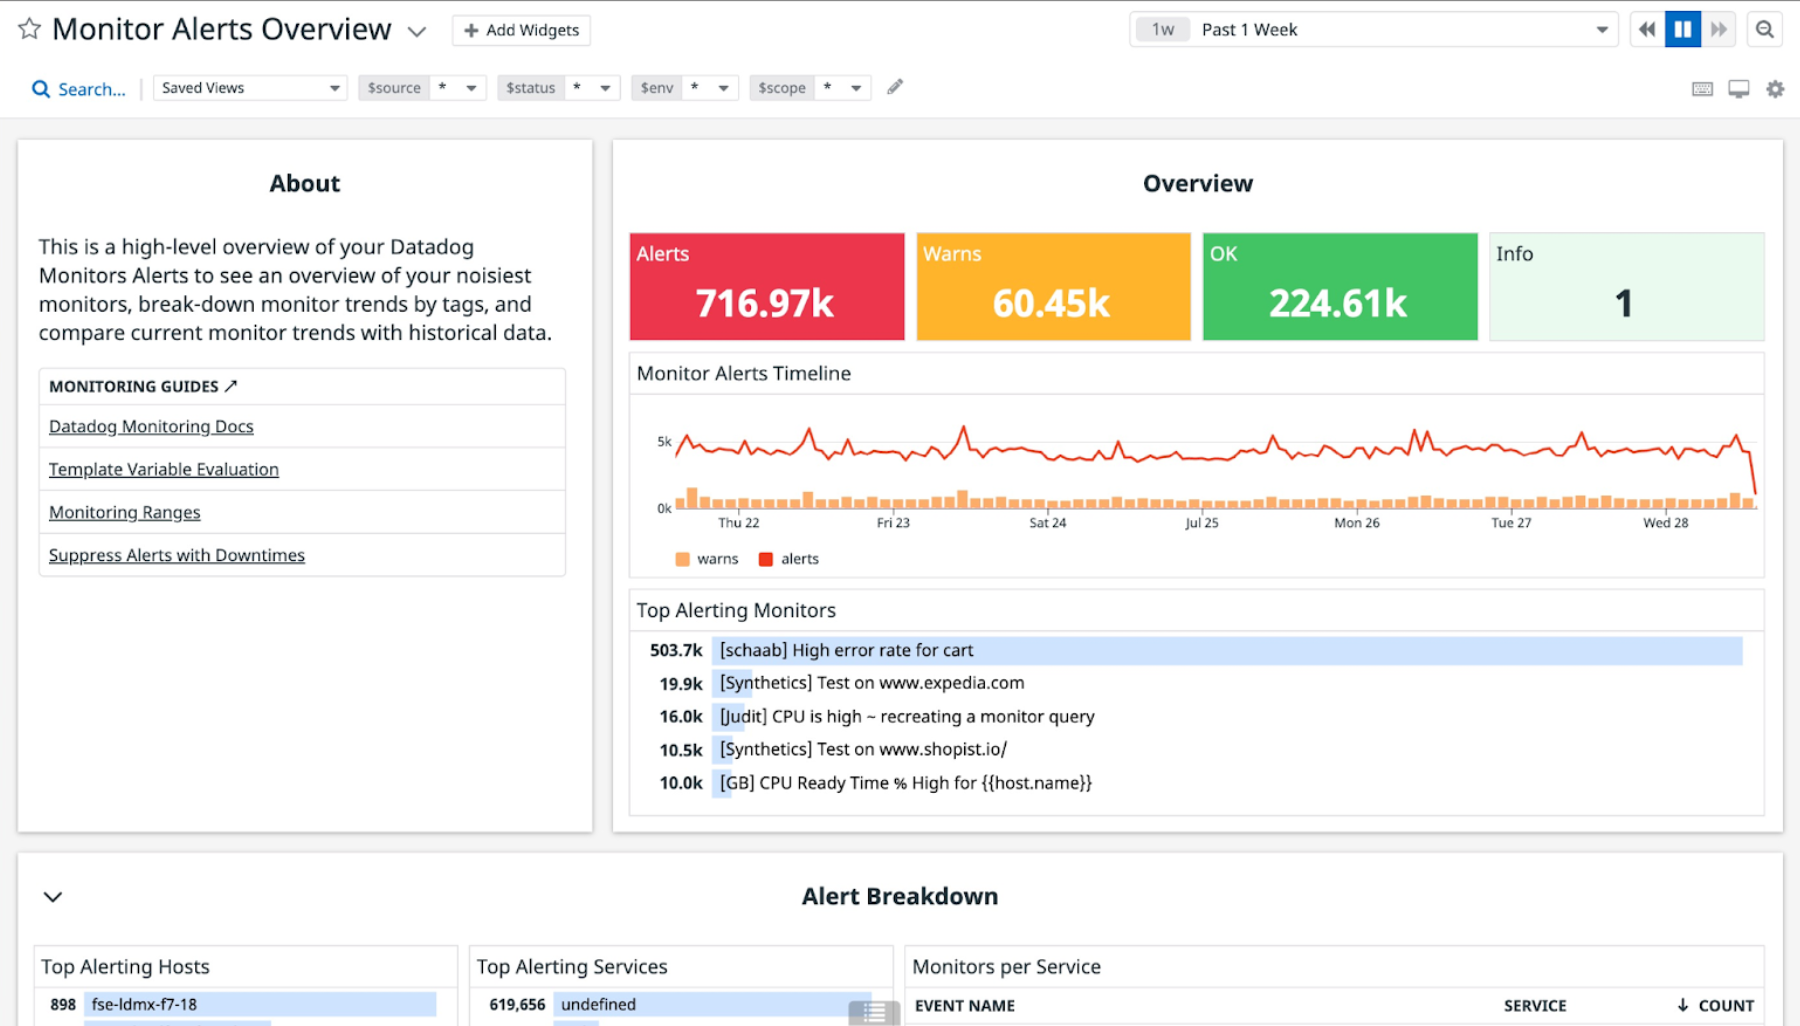 Monitor Alerts Overview
+ Add Widgets
1w Past 1 Week
Search...
Saved Views
$source *
$status *
$env *
$scope *
About
This is a high-level overview of your Datadog
Monitors Alerts to see an overview of your noisiest
monitors, break-down monitor trends by tags, and
compare current monitor trends with historical data.
MONITORING GUIDES ↗
Datadog Monitoring Docs
Template Variable Evaluation
Monitoring Ranges
Suppress Alerts with Downtimes
Overview
Alerts
716.97k
Warns
60.45k
OK
224.61k
Info
1
Monitor Alerts Timeline
5k
0k
Thu 22 Fri 23 Sat 24 Jul 25 Mon 26 Tue 27 Wed 28
warns alerts
Top Alerting Monitors
503.7k [schaab] High error rate for cart
19.9k [Synthetics] Test on www.expedia.com
16.0k [Judit] CPU is high ~ recreating a monitor query
10.5k [Synthetics] Test on www.shopist.io/
10.0k [GB] CPU Ready Time % High for {{host.name}}
Alert Breakdown
Top Alerting Hosts
898 fse-ldmx-f7-18
Top Alerting Services
619,656 undefined
Monitors per Service
EVENT NAME SERVICE ↓ COUNT